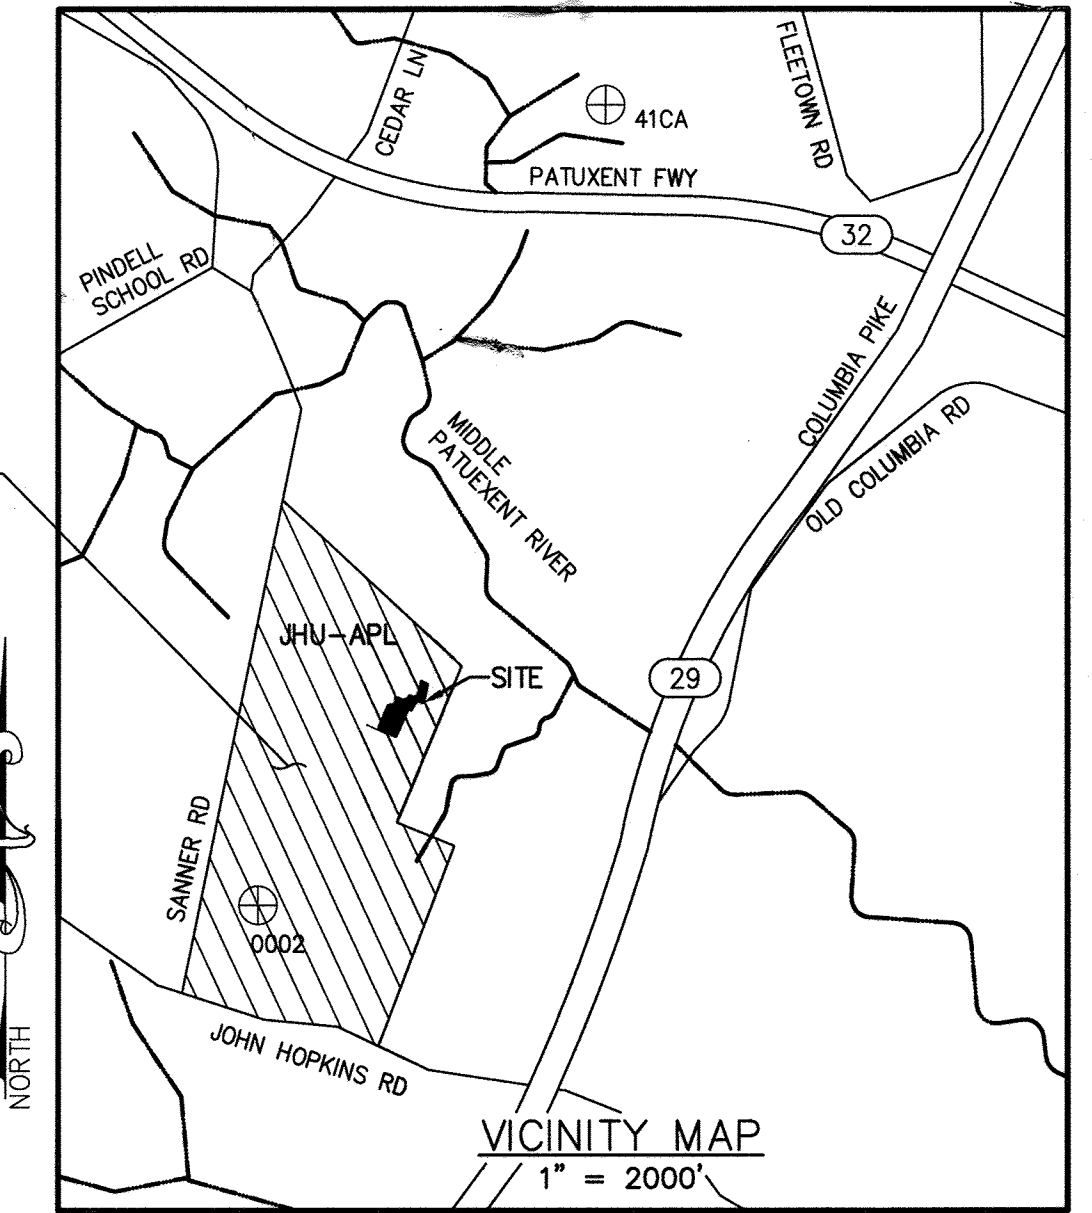 CEDAR LN
41CA
FLEETOWN RD
PATUXENT FWY
32
PINDELL
SCHOOL RD
COLUMBIA PIKE
OLD COLUMBIA RD
MIDDLE
PATUEXENT RIVER
JHU-APL
SITE
29
SANNER RD
0002
JOHN HOPKINS RD
NORTH
VICINITY MAP
1" = 2000'